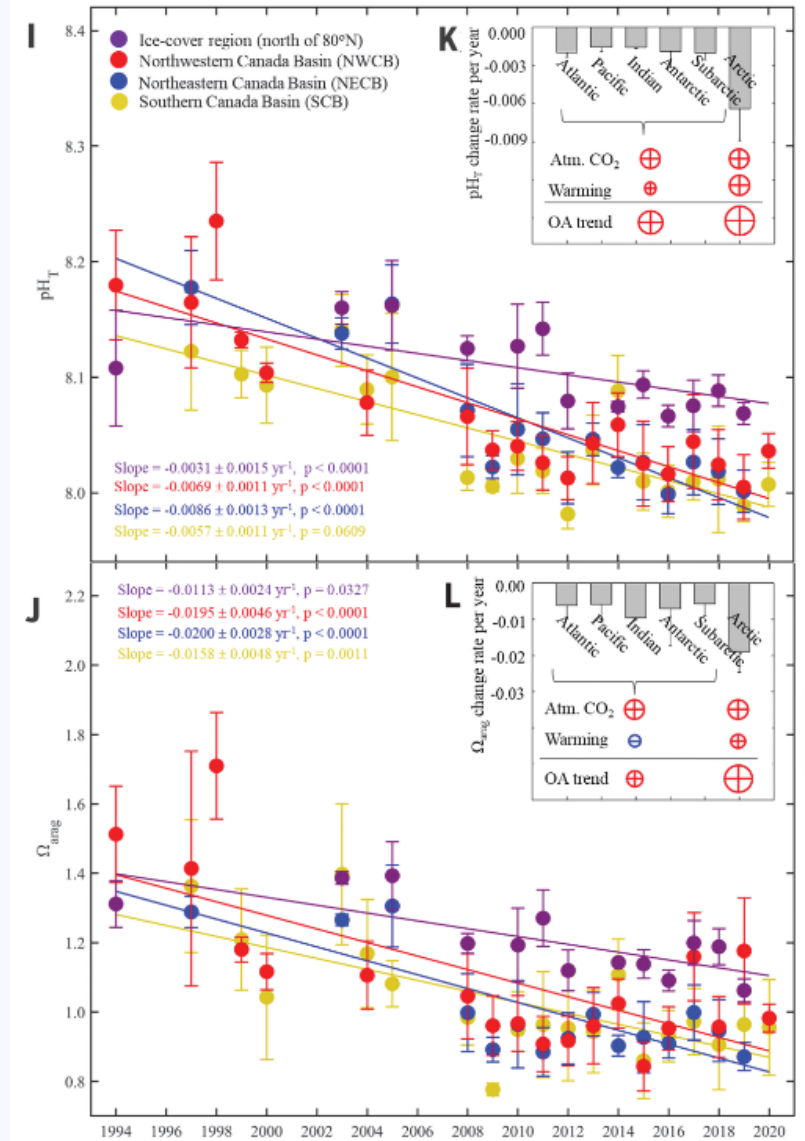 I
8.4
8.3
8.2
8.1
8.0
pH_T
Ice-cover region (north of 80°N)
Northwestern Canada Basin (NWCB)
Northeastern Canada Basin (NECB)
Southern Canada Basin (SCB)
Slope = -0.0031 ± 0.0015 yr⁻¹, p < 0.0001
Slope = -0.0069 ± 0.0011 yr⁻¹, p < 0.0001
Slope = -0.0086 ± 0.0013 yr⁻¹, p < 0.0001
Slope = -0.0057 ± 0.0011 yr⁻¹, p = 0.0609
K
0.000
-0.003
-0.006
-0.009
pH_T change rate per year
Atlantic
Pacific
Indian
Antarctic
Subarctic
Arctic
Atm. CO₂
Warming
OA trend
J
2.2
2.0
1.8
1.6
1.4
1.2
1.0
0.8
Ω_arag
Slope = -0.0113 ± 0.0024 yr⁻¹, p = 0.0327
Slope = -0.0195 ± 0.0046 yr⁻¹, p < 0.0001
Slope = -0.0200 ± 0.0028 yr⁻¹, p < 0.0001
Slope = -0.0158 ± 0.0048 yr⁻¹, p = 0.0011
L
0.00
-0.01
-0.02
-0.03
Ω_arag change rate per year
Atlantic
Pacific
Indian
Antarctic
Subarctic
Arctic
Atm. CO₂
Warming
OA trend
1994 1996 1998 2000 2002 2004 2006 2008 2010 2012 2014 2016 2018 2020